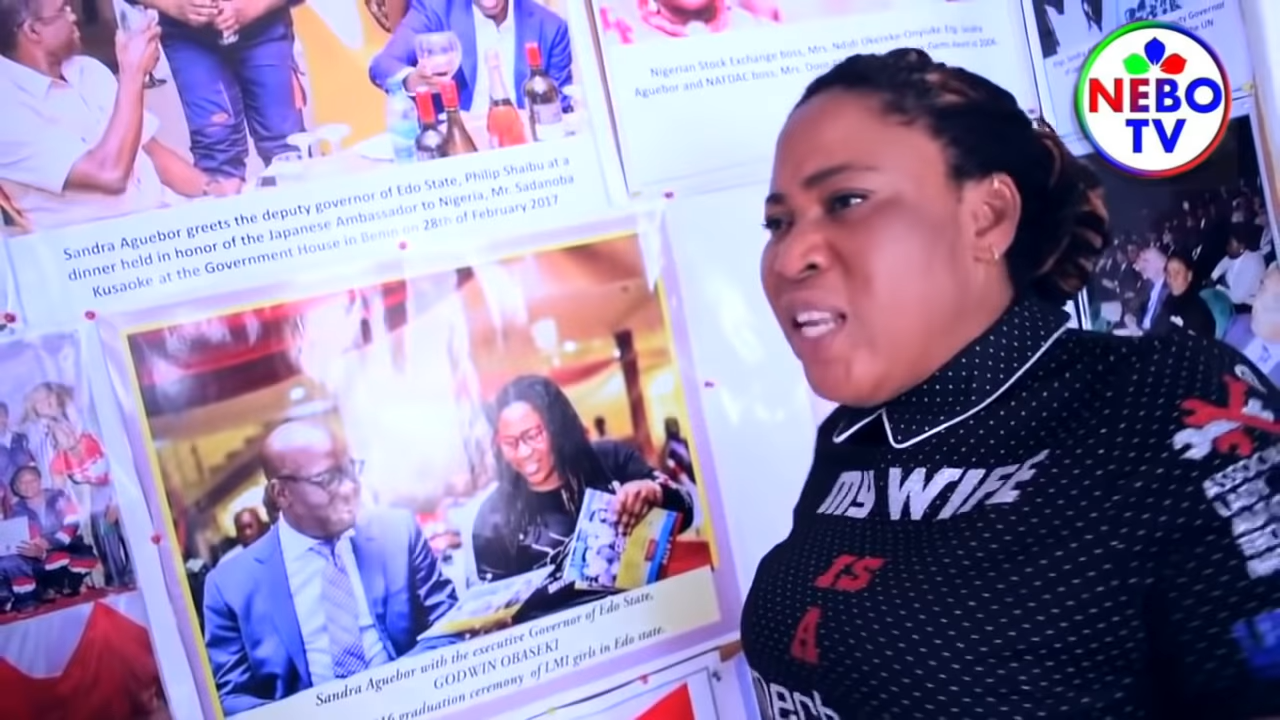 Sandra Aguebor greets the deputy governor of Edo State, Philip Shaibu at a
dinner held in honor of the Japanese Ambassador to Nigeria, Mr. Sadanoba
Kusaoke at the Government House in Benin on 28th of February 2017
Nigerian Stock Exchange boss, Mrs. Ndidi Okereke-Onyiuke
Aguebor and NAFDAC boss, Mrs. Dora
Deputy Governor
NEBO
TV
Sandra Aguebor with the executive Governor of Edo State,
GODWIN OBASEKI
graduation ceremony of LMI girls in Edo state.
MY WIFE
IS
A